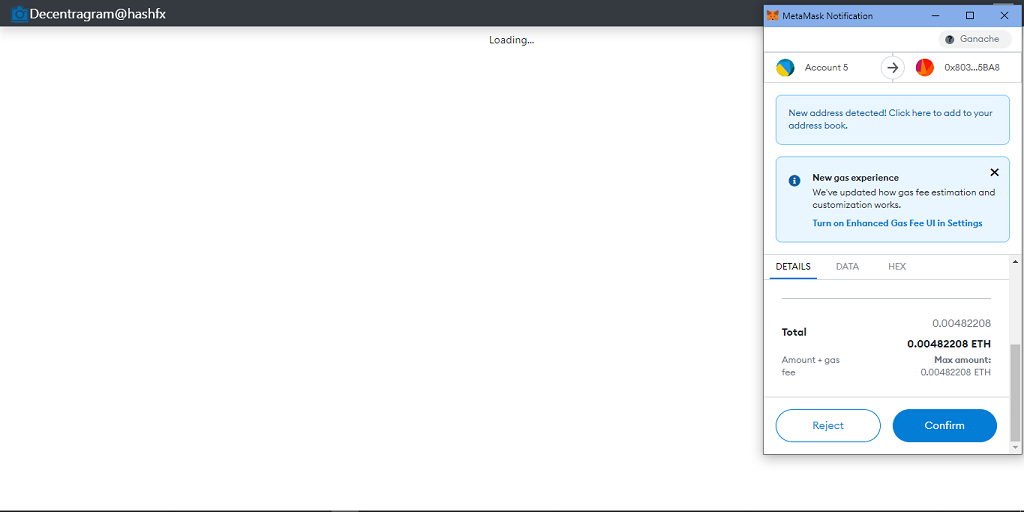 Decentragram@hashfx
Loading...
MetaMask Notification
Ganache
Account 5
0x803...5BA8
New address detected! Click here to add to your
address book.
New gas experience
We've updated how gas fee estimation and
customization works.
Turn on Enhanced Gas Fee UI in Settings
DETAILS DATA HEX
0.00482208
Total
0.00482208 ETH
Amount + gas
fee
Max amount:
0.00482208 ETH
Reject
Confirm